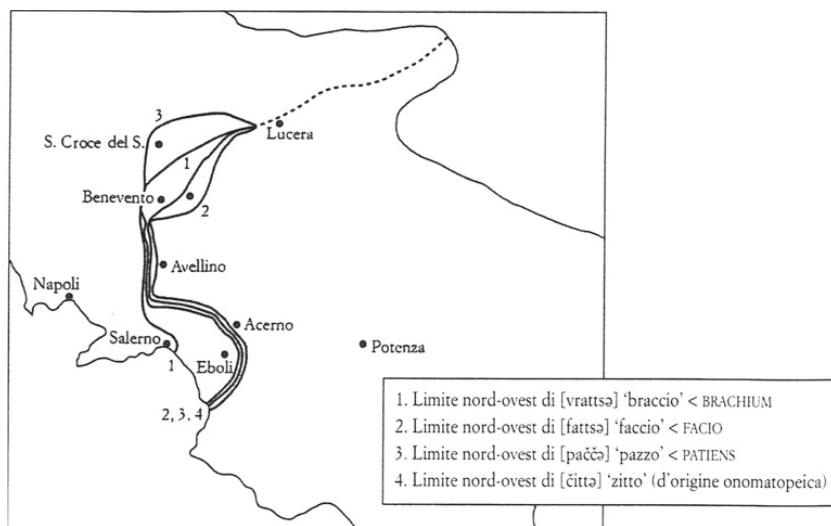 3
S. Croce del S.
Lucera
1
Benevento
2
Avellino
Napoli
Acerno
Salerno
Potenza
Eboli
1
2, 3, 4
1. Limite nord-ovest di [vrattsə] ‘braccio’ < BRACHIUM
2. Limite nord-ovest di [fattsə] ‘faccio’ < FACIO
3. Limite nord-ovest di [paččə] ‘pazzo’ < PATIENS
4. Limite nord-ovest di [čittə] ‘zitto’ (d'origine onomatopeica)